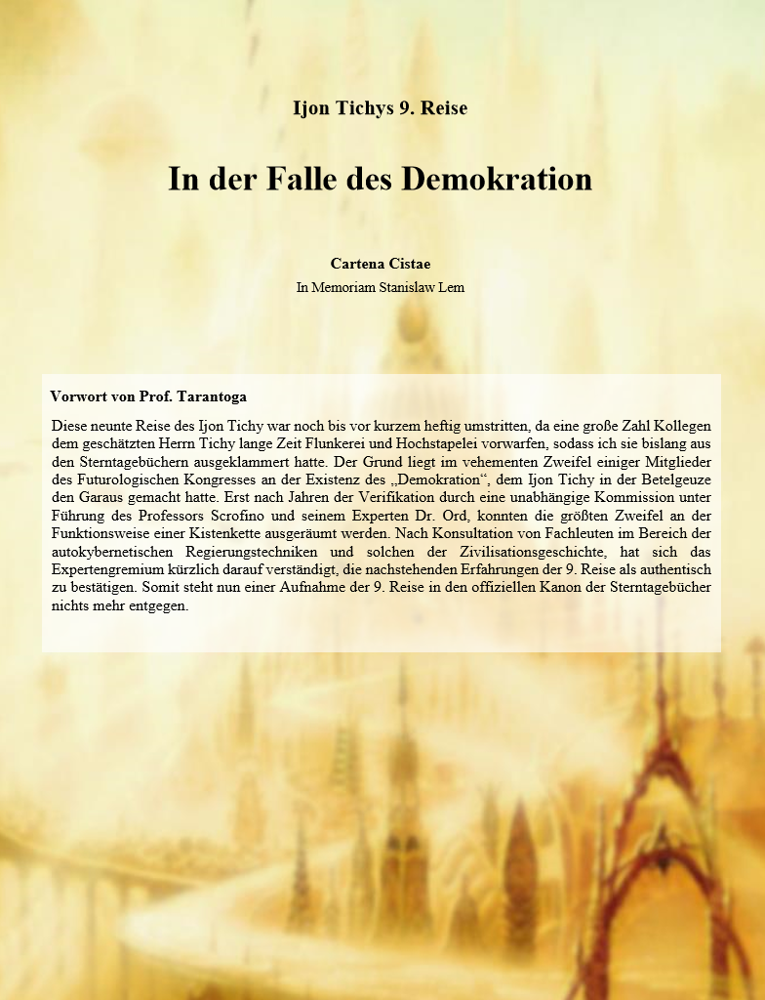 Ijon Tichys 9. Reise
In der Falle des Demokration
Cartena Cistae
In Memoriam Stanislaw Lem
Vorwort von Prof. Tarantoga
Diese neunte Reise des Ijon Tichy war noch bis vor kurzem heftig umstritten, da eine große Zahl Kollegen
dem geschätzten Herrn Tichy lange Zeit Flunkerei und Hochstapelei vorwarfen, sodass ich sie bislang aus
den Sterntagebüchern ausgeklammert hatte. Der Grund liegt im vehementen Zweifel einiger Mitglieder
des Futurologischen Kongresses an der Existenz des „Demokration“, dem Ijon Tichy in der Betelgeuze
den Garaus gemacht hatte. Erst nach Jahren der Verifikation durch eine unabhängige Kommission unter
Führung des Professors Scrofino und seinem Experten Dr. Ord, konnten die größten Zweifel an der
Funktionsweise einer Kistenkette ausgeräumt werden. Nach Konsultation von Fachleuten im Bereich der
autokybernetischen Regierungstechniken und solchen der Zivilisationsgeschichte, hat sich das
Expertengremium kürzlich darauf verständigt, die nachstehenden Erfahrungen der 9. Reise als authentisch
zu bestätigen. Somit steht nun einer Aufnahme der 9. Reise in den offiziellen Kanon der Sterntagebücher
nichts mehr entgegen.